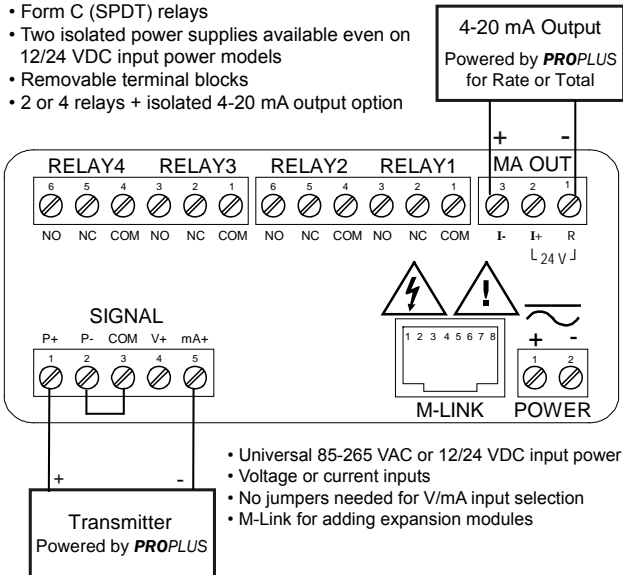 • Form C (SPDT) relays
• Two isolated power supplies available even on
12/24 VDC input power models
• Removable terminal blocks
• 2 or 4 relays + isolated 4-20 mA output option
4-20 mA Output
Powered by PROPLUS
for Rate or Total
+ -
RELAY4 RELAY3 RELAY2 RELAY1 MA OUT
6 5 4 3 2 1 6 5 4 3 2 1 3 2 1
NO NC COM NO NC COM NO NC COM NO NC COM I- I+ R
24 V
SIGNAL
P+ P- COM V+ mA+
1 2 3 4 5
1 2 3 4 5 6 7 8
+ -
1 2
M-LINK POWER
+ -
Transmitter
Powered by PROPLUS
• Universal 85-265 VAC or 12/24 VDC input power
• Voltage or current inputs
• No jumpers needed for V/mA input selection
• M-Link for adding expansion modules